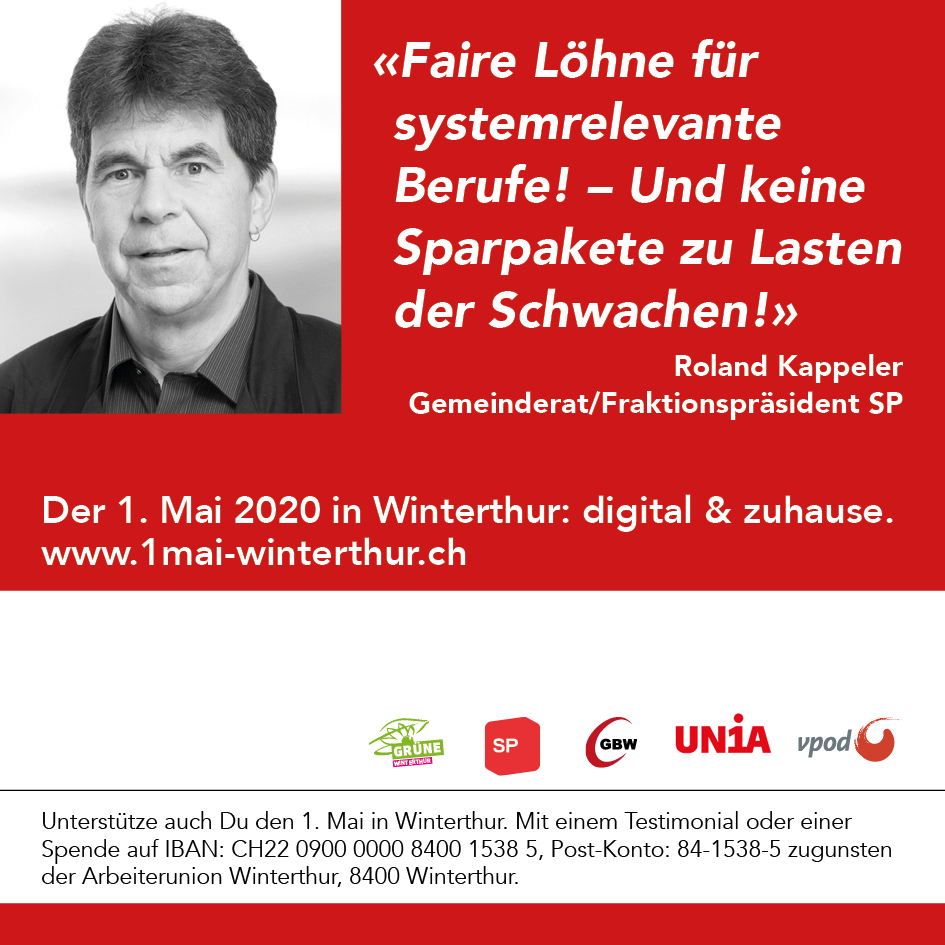 «Faire Löhne für
systemrelevante
Berufe! – Und keine
Sparpakete zu Lasten
der Schwachen!»
Roland Kappeler
Gemeinderat/Fraktionspräsident SP
Der 1. Mai 2020 in Winterthur: digital & zuhause.
www.1mai-winterthur.ch
GRÜNE
WINTERTHUR
SP
GBW
UNiA
vpod
Unterstütze auch Du den 1. Mai in Winterthur. Mit einem Testimonial oder einer
Spende auf IBAN: CH22 0900 0000 8400 1538 5, Post-Konto: 84-1538-5 zugunsten
der Arbeiterunion Winterthur, 8400 Winterthur.